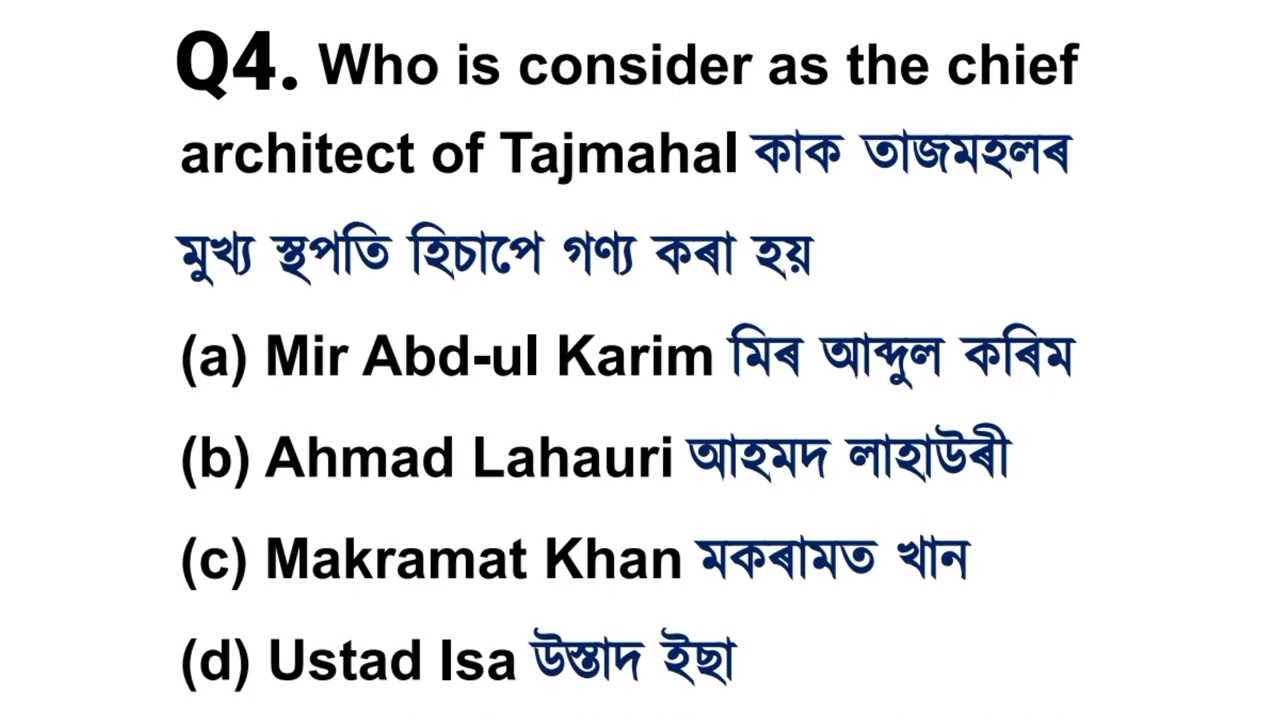 Q4. Who is consider as the chief
architect of Tajmahal কাক তাজমহলৰ
মুখ্য স্থপতি হিচাপে গণ্য কৰা হয়
(a) Mir Abd-ul Karim মিৰ আব্দুল কৰিম
(b) Ahmad Lahauri আহমদ লাহাউৰী
(c) Makramat Khan মকৰামত খান
(d) Ustad Isa উস্তাদ ইছা